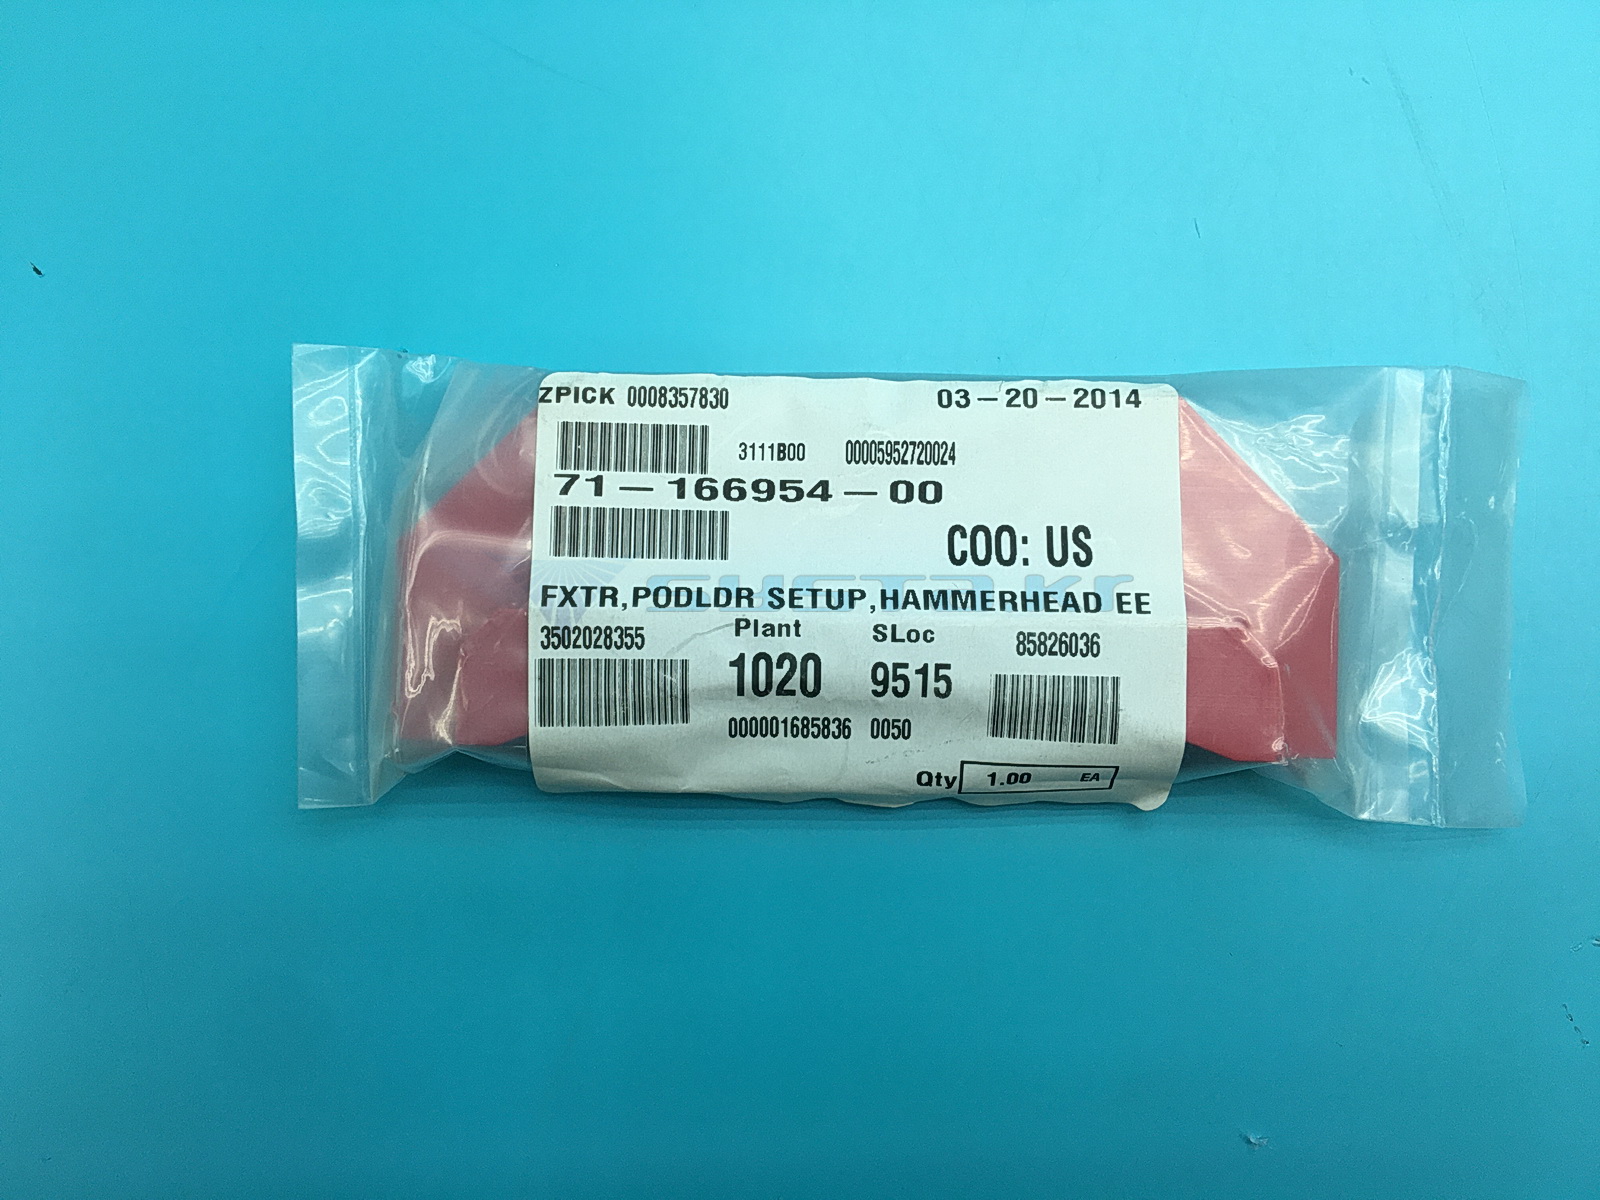 ZPICK 0008357830 03-20-2014
3111B00 00005952720024
71-166954-00
COO: US
FXTR,PODLDR SETUP,HAMMERHEAD EE
3502028355 Plant SLoc 85826036
1020 9515
000001685836 0050
Qty 1.00 EA